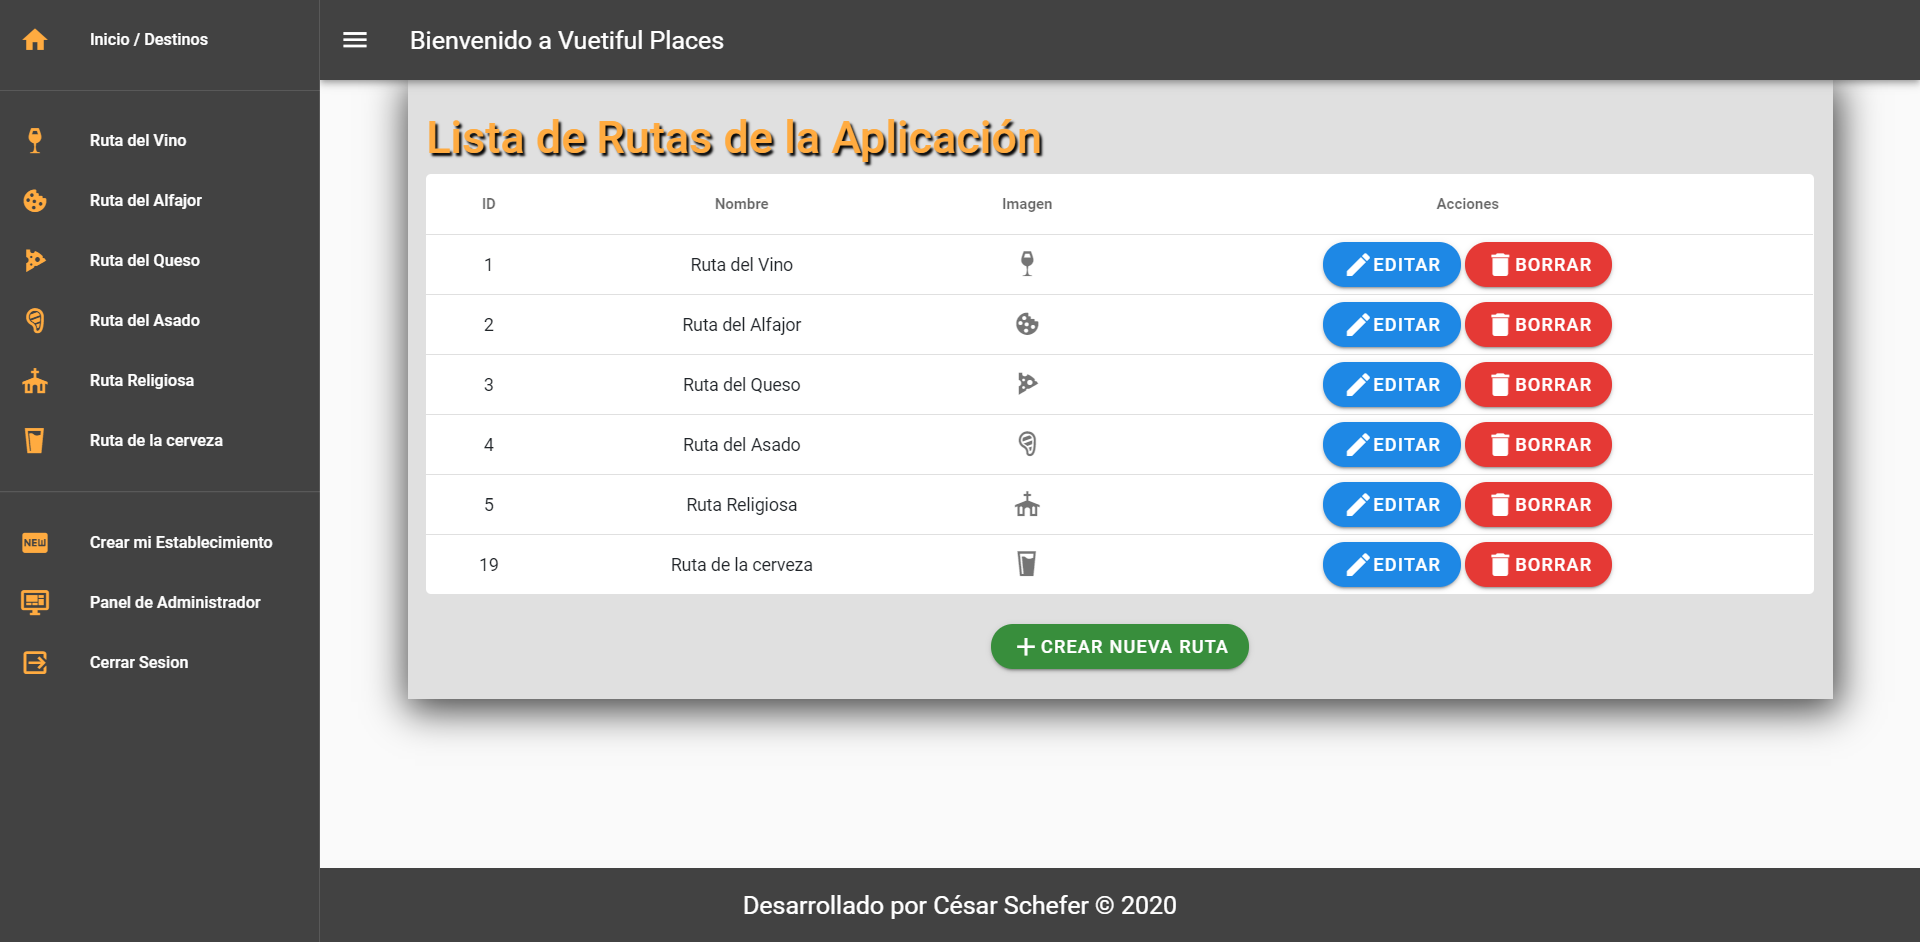 Inicio / Destinos
Ruta del Vino
Ruta del Alfajor
Ruta del Queso
Ruta del Asado
Ruta Religiosa
Ruta de la cerveza
NEW
Crear mi Establecimiento
Panel de Administrador
Cerrar Sesion
Bienvenido a Vuetiful Places
Lista de Rutas de la Aplicación
ID Nombre Imagen Acciones
1 Ruta del Vino EDITAR BORRAR
2 Ruta del Alfajor EDITAR BORRAR
3 Ruta del Queso EDITAR BORRAR
4 Ruta del Asado EDITAR BORRAR
5 Ruta Religiosa EDITAR BORRAR
19 Ruta de la cerveza EDITAR BORRAR
CREAR NUEVA RUTA
Desarrollado por César Schefer © 2020